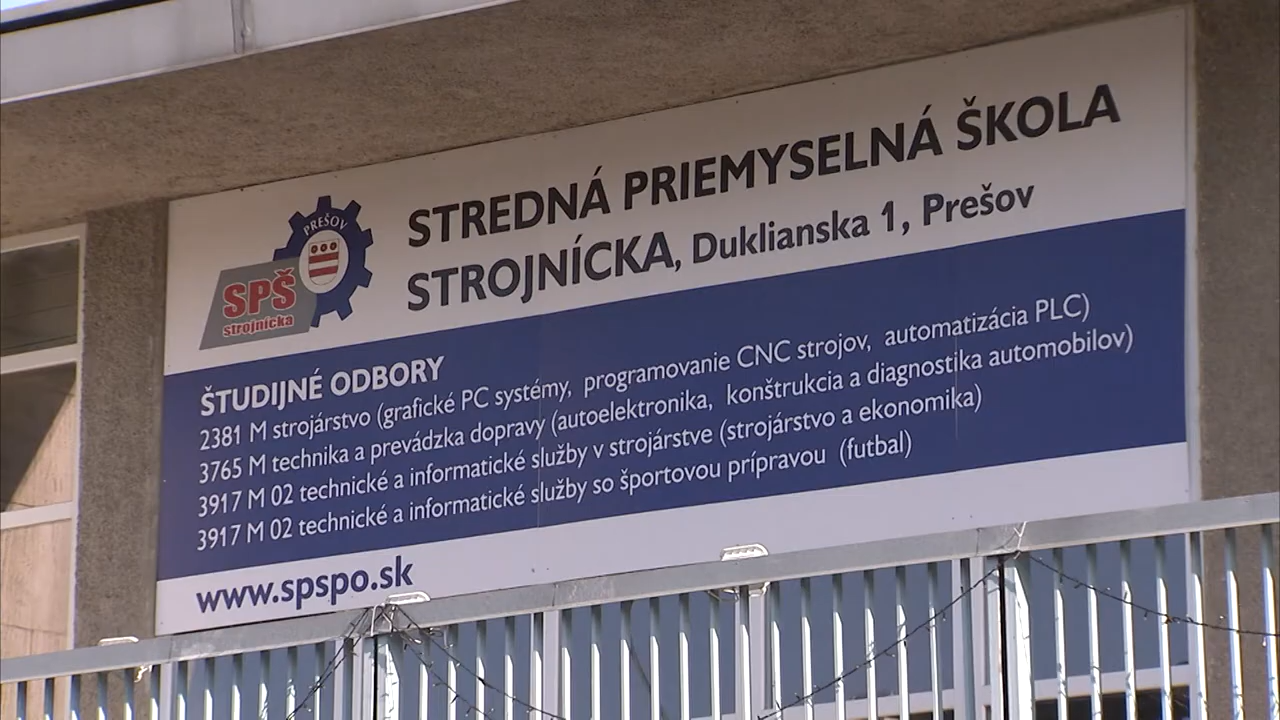 PREŠOV
SPŠ
strojnícka
STREDNÁ PRIEMYSELNÁ ŠKOLA
STROJNÍCKA, Duklianska 1, Prešov
ŠTUDIJNÉ ODBORY
2381 M strojárstvo (grafické PC systémy, programovanie CNC strojov, automatizácia PLC)
3765 M technika a prevádzka dopravy (autoelektronika, konštrukcia a diagnostika automobilov)
3917 M 02 technické a informatické služby v strojárstve (strojárstvo a ekonomika)
3917 M 02 technické a informatické služby so športovou prípravou (futbal)
www.spspo.sk